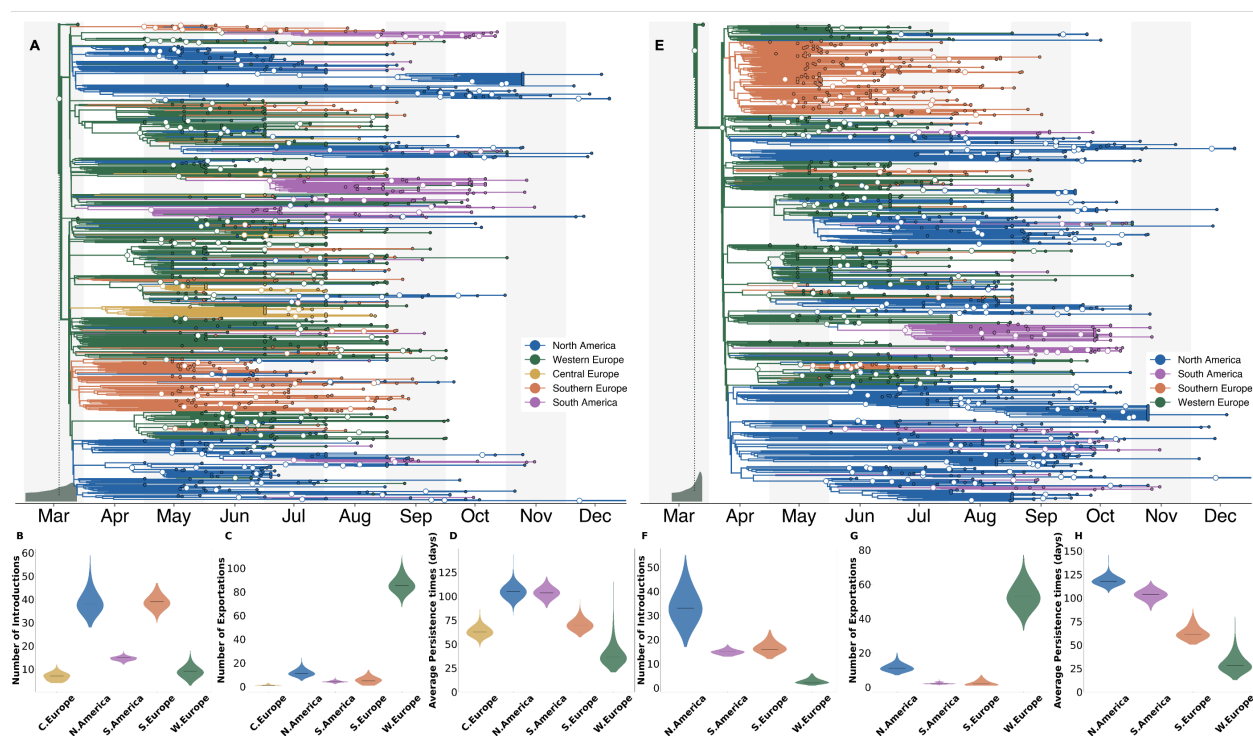 A
North America
Western Europe
Central Europe
Southern Europe
South America
Mar Apr May Jun Jul Aug Sep Oct Nov Dec
E
North America
South America
Southern Europe
Western Europe
Mar Apr May Jun Jul Aug Sep Oct Nov Dec
B
Number of Introductions
60
50
40
30
20
10
C.Europe N.America S.America S.Europe W.Europe
C
Number of Exportations
100
80
60
40
20
0
C.Europe N.America S.America S.Europe W.Europe
D
Average Persistence times (days)
125
100
75
50
25
0
C.Europe N.America S.America S.Europe W.Europe
F
Number of Introductions
50
40
30
20
10
0
N.America S.America S.Europe W.Europe
G
Number of Exportations
80
60
40
20
0
N.America S.America S.Europe W.Europe
H
Average Persistence times (days)
150
125
100
75
50
25
0
N.America S.America S.Europe W.Europe